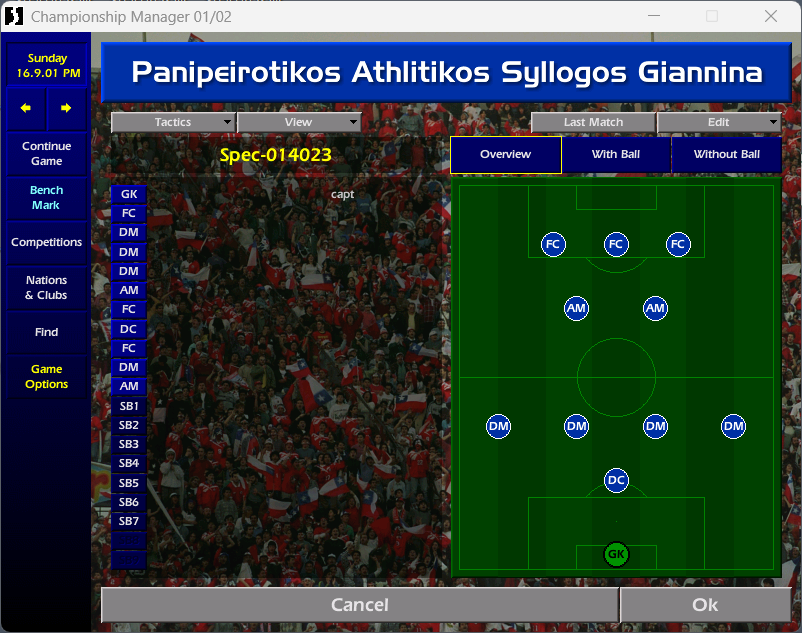 Championship Manager 01/02
Sunday
16.9.01 PM
Continue
Game
Bench
Mark
Competitions
Nations
& Clubs
Find
Game
Options
Panipeirotikos Athlitikos Syllogos Giannina
Tactics
View
Last Match
Edit
Spec-014023
Overview
With Ball
Without Ball
GK
capt
FC
DM
DM
DM
AM
FC
DC
FC
DM
AM
SB1
SB2
SB3
SB4
SB5
SB6
SB7
FC FC FC
AM AM
DM DM DM DM
DC
GK
Cancel
Ok